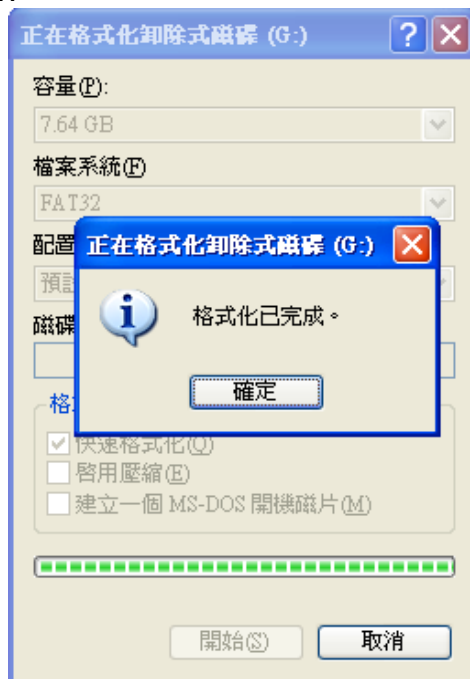 正在格式化卸除式磁碟 (G:)
容量(P):
7.64 GB
檔案系統(F)
FAT32
配置
正在格式化卸除式磁碟 (G:)
預設
格式化已完成。
磁碟
確定
格式
快速格式化(Q)
啓用壓縮(E)
建立一個 MS-DOS 開機磁片(M)
開始(S)
取消